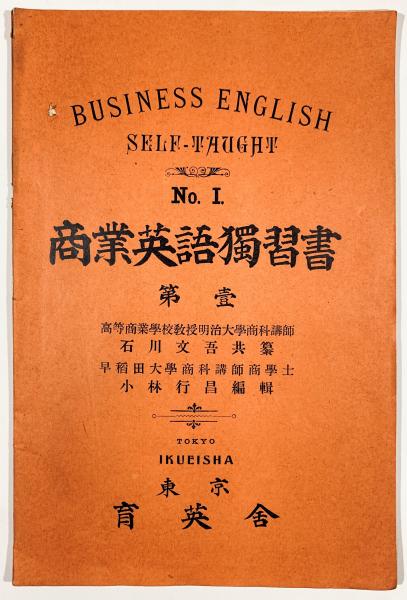 BUSINESS ENGLISH
SELF-TAUGHT
No. I.
商業英語獨習書
第壹
高等商業學校敎授明治大學商科講師
石川文吾共纂
早稻田大學商科講師商學士
小林行昌編輯
TOKYO
IKUEISHA
東京
育英舍